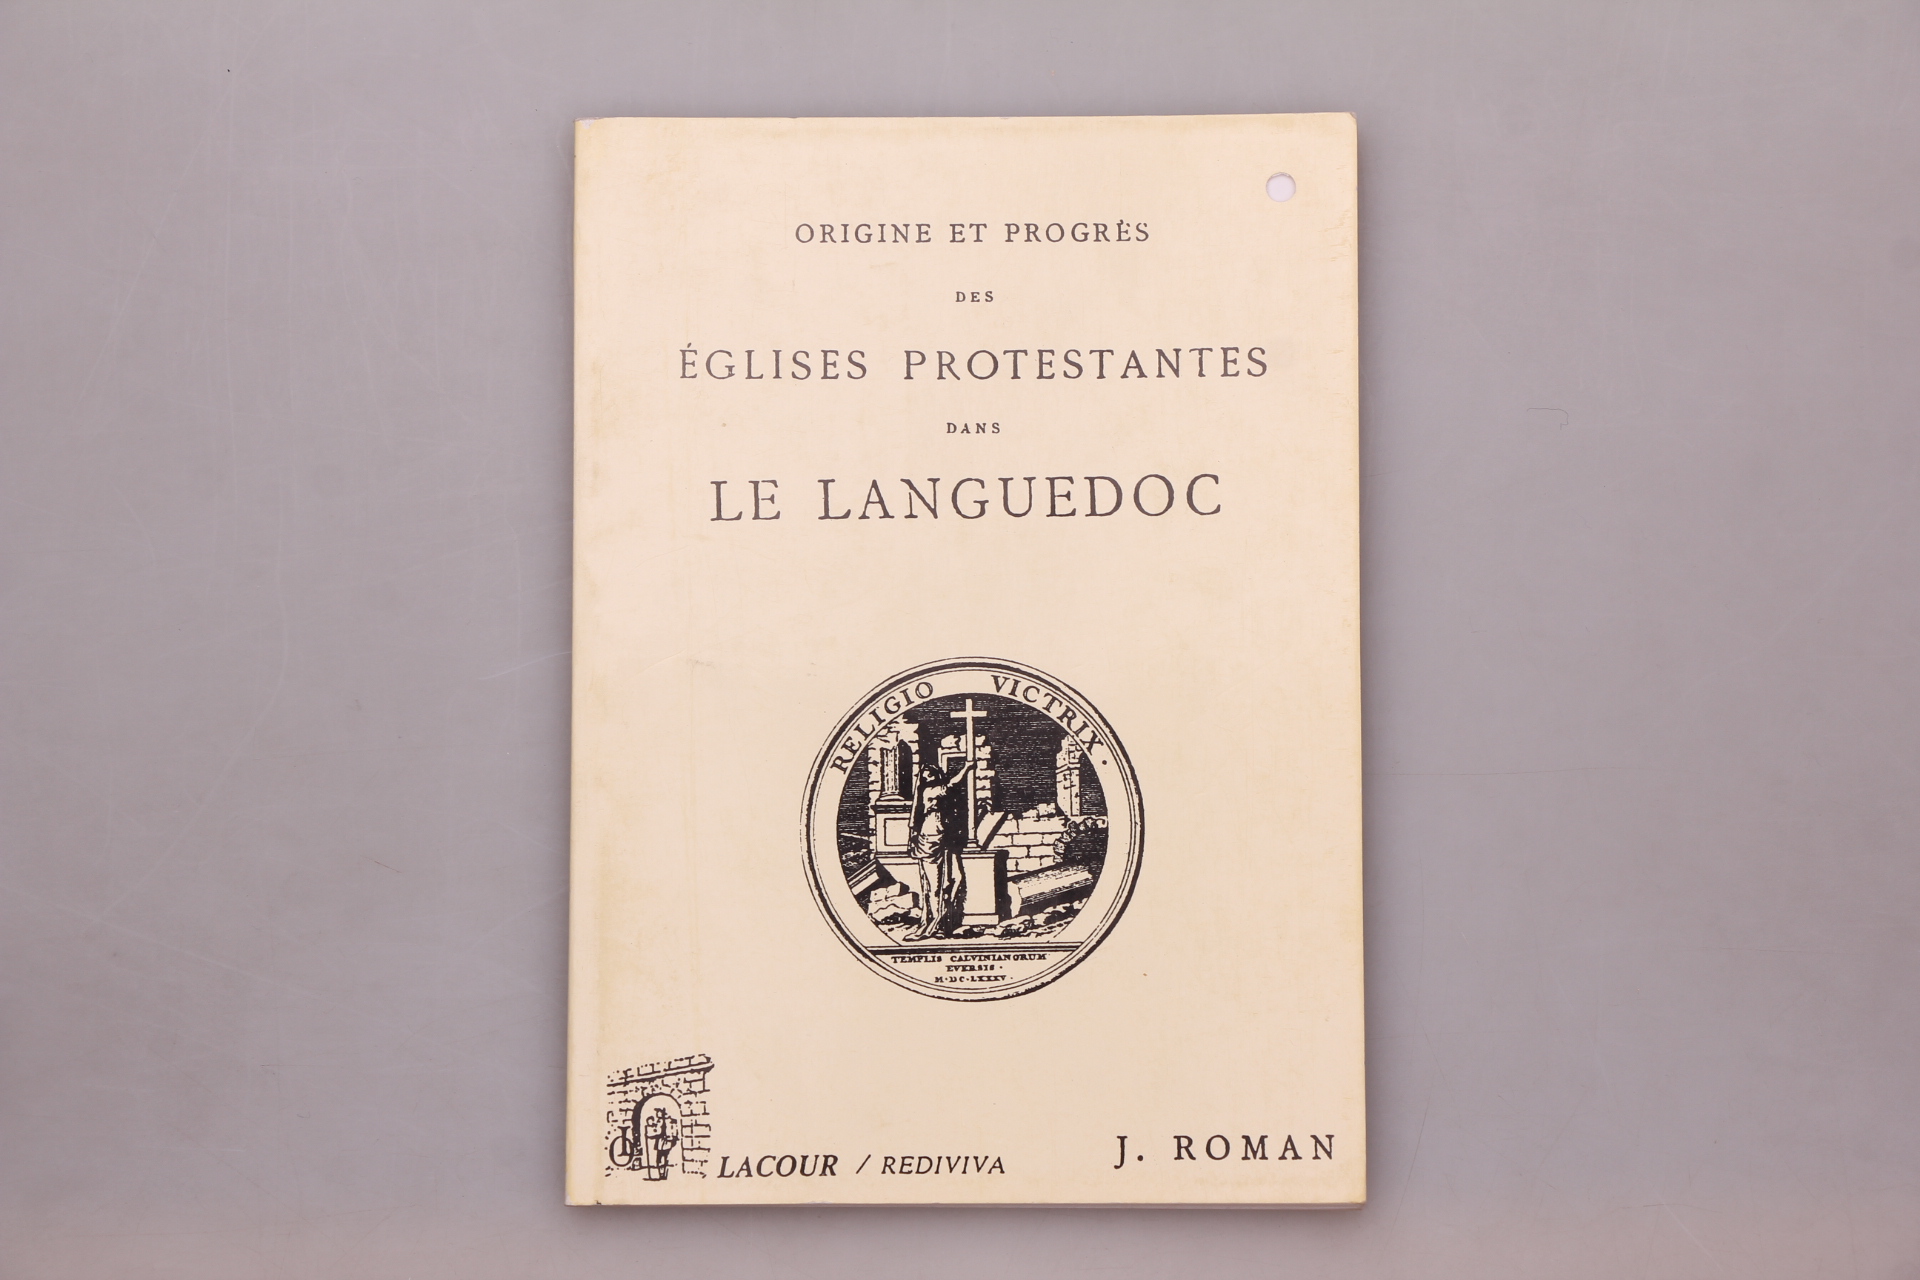 ORIGINE ET PROGRÈS
DES
ÉGLISES PROTESTANTES
DANS
LE LANGUEDOC
RELIGIO VICTRIX.
TEMPLIS CALVINIANORUM
EVERSIS.
M·DC·LXXXV.
LACOUR / REDIVIVA
J. ROMAN